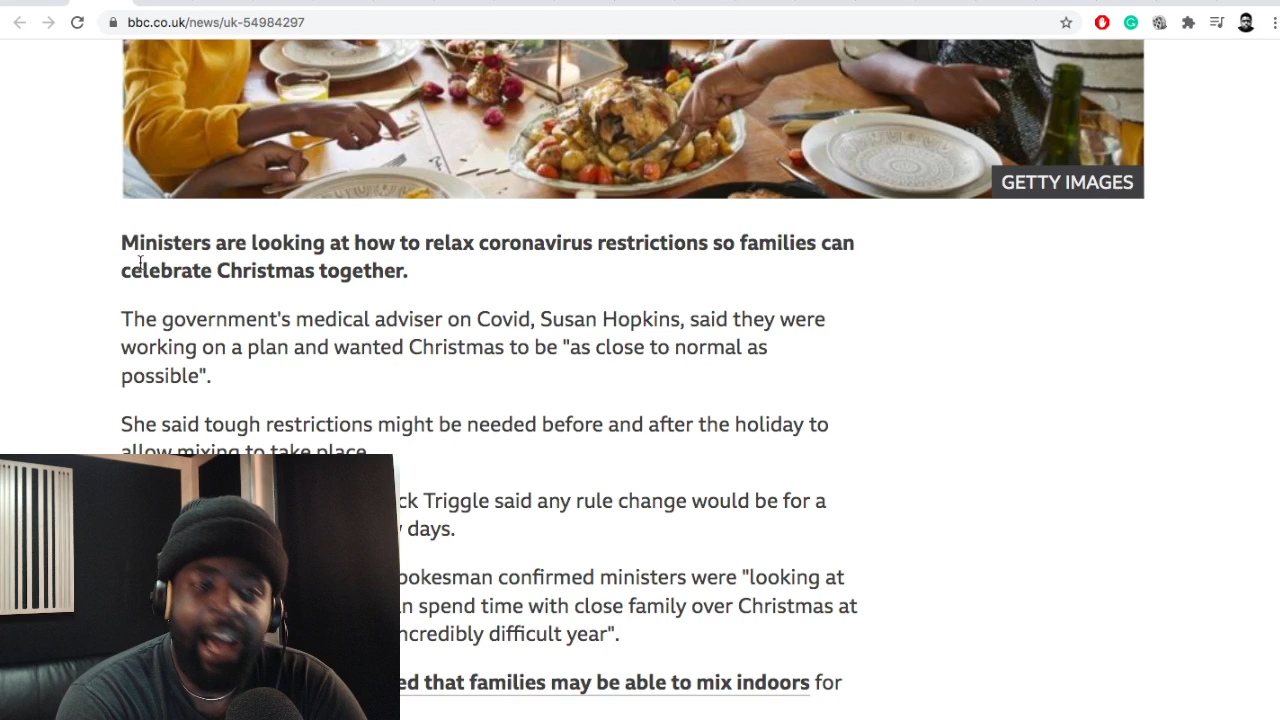 bbc.co.uk/news/uk-54984297
GETTY IMAGES
Ministers are looking at how to relax coronavirus restrictions so families can
celebrate Christmas together.
The government's medical adviser on Covid, Susan Hopkins, said they were
working on a plan and wanted Christmas to be "as close to normal as
possible".
She said tough restrictions might be needed before and after the holiday to
allow mixing to take place.
ck Triggle said any rule change would be for a
days.
pokesman confirmed ministers were "looking at
n spend time with close family over Christmas at
ncredibly difficult year".
ed that families may be able to mix indoors for